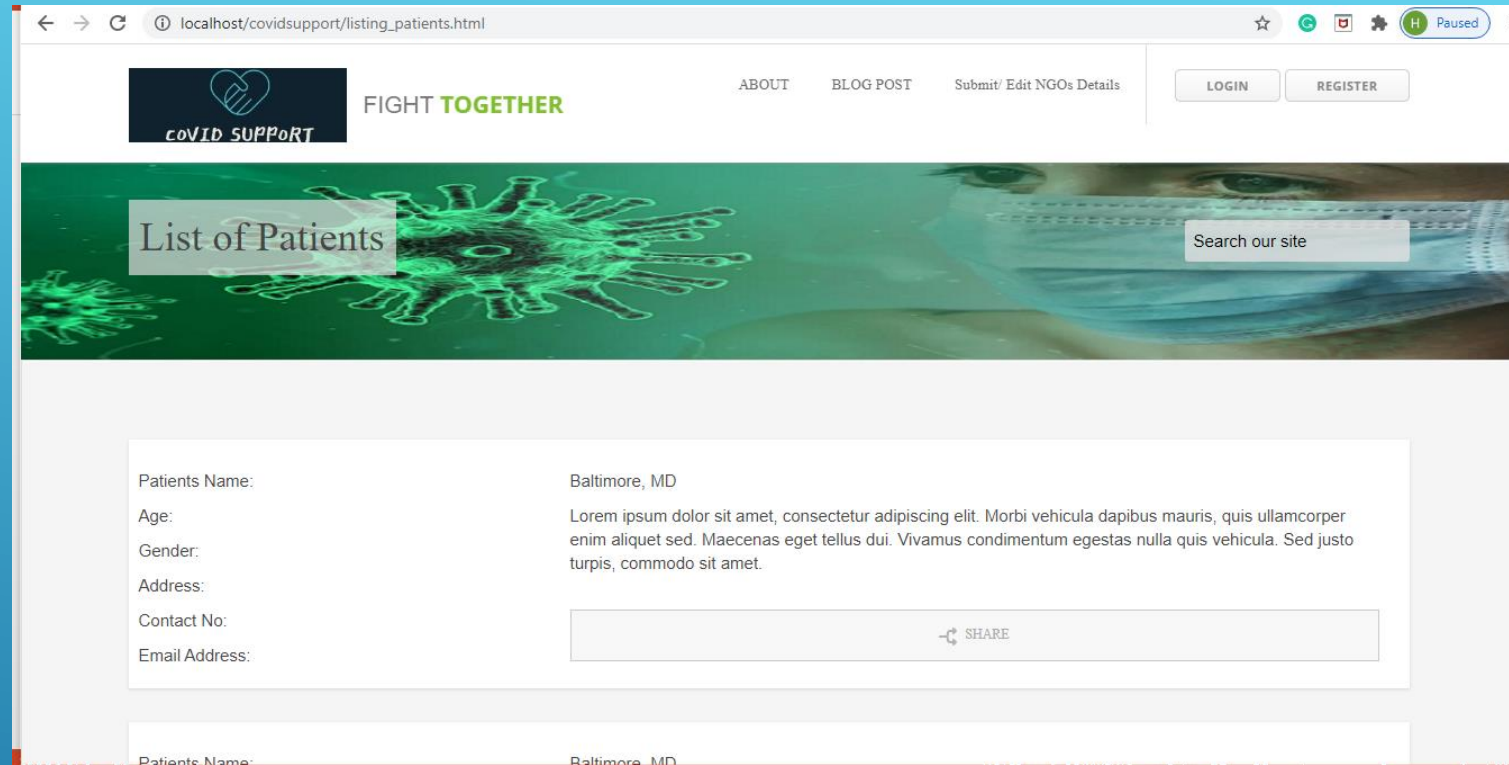 localhost/covidsupport/listing_patients.html
H Paused
COVID SUPPORT
FIGHT TOGETHER
ABOUT
BLOG POST
Submit/ Edit NGOs Details
LOGIN
REGISTER
List of Patients
Search our site
Patients Name:
Age:
Gender:
Address:
Contact No:
Email Address:
Baltimore, MD
Lorem ipsum dolor sit amet, consectetur adipiscing elit. Morbi vehicula dapibus mauris, quis ullamcorper
enim aliquet sed. Maecenas eget tellus dui. Vivamus condimentum egestas nulla quis vehicula. Sed justo
turpis, commodo sit amet.
SHARE
Patients Name:
Baltimore, MD